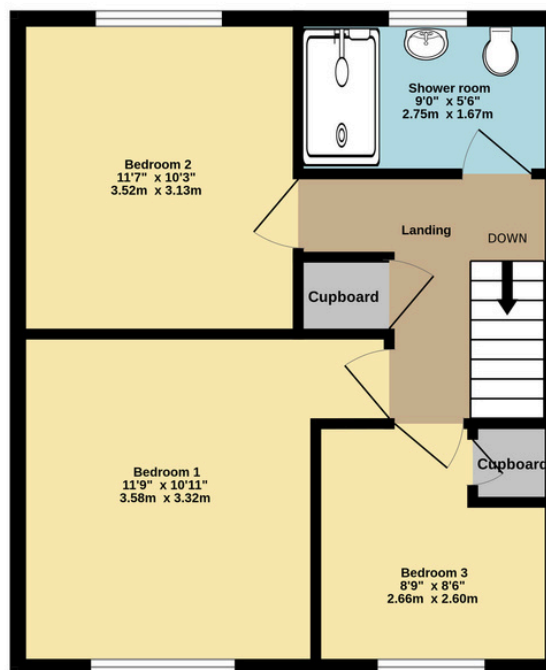 Shower room
9'0" x 5'6"
2.75m x 1.67m
Bedroom 2
11'7" x 10'3"
3.52m x 3.13m
Landing
DOWN
Cupboard
Bedroom 1
11'9" x 10'11"
3.58m x 3.32m
Cupboard
Bedroom 3
8'9" x 8'6"
2.66m x 2.60m